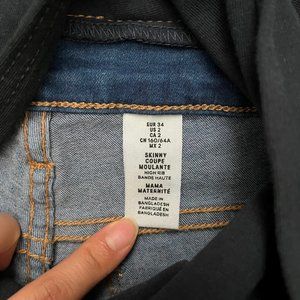 EUR 34
US 2
CA 2
CN 160/64A
MX 2
SKINNY
COUPE
MOULANTE
HIGH RIB
BANDE HAUTE
MAMA
MATERNITÉ
MADE IN
BANGLADESH
FABRIQUÉ EN
BANGLADESH